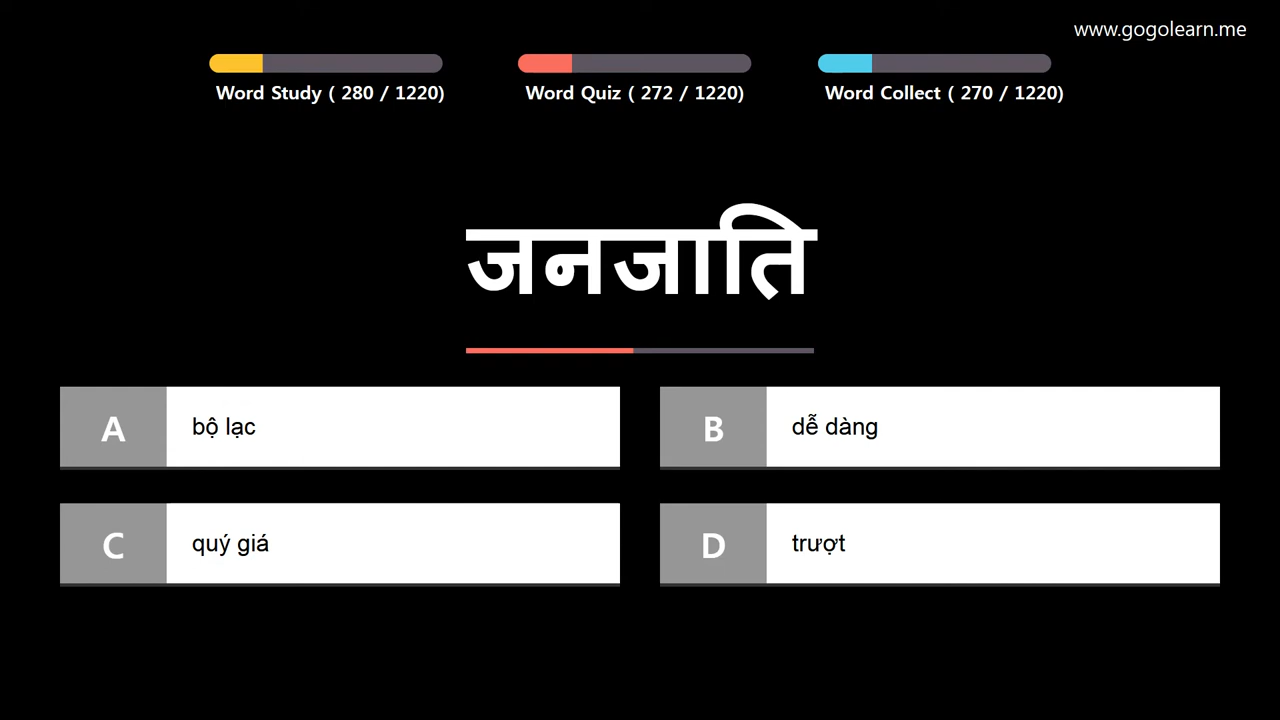 www.gogolearn.me
Word Study ( 280 / 1220)
Word Quiz ( 272 / 1220)
Word Collect ( 270 / 1220)
जनजाति
A
bộ lạc
B
dễ dàng
C
quý giá
D
trượt